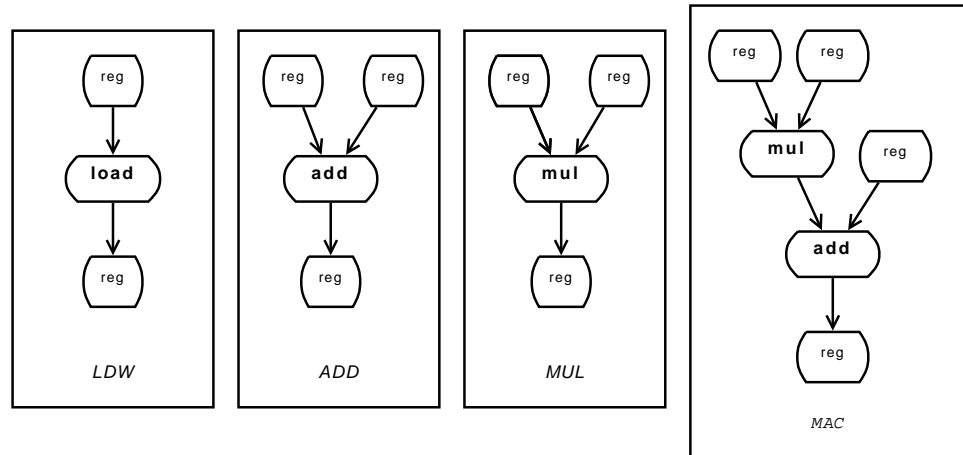 reg
load
reg
LDW
reg reg
add
reg
ADD
reg reg
mul
reg
MUL
reg reg
mul reg
add
reg
MAC